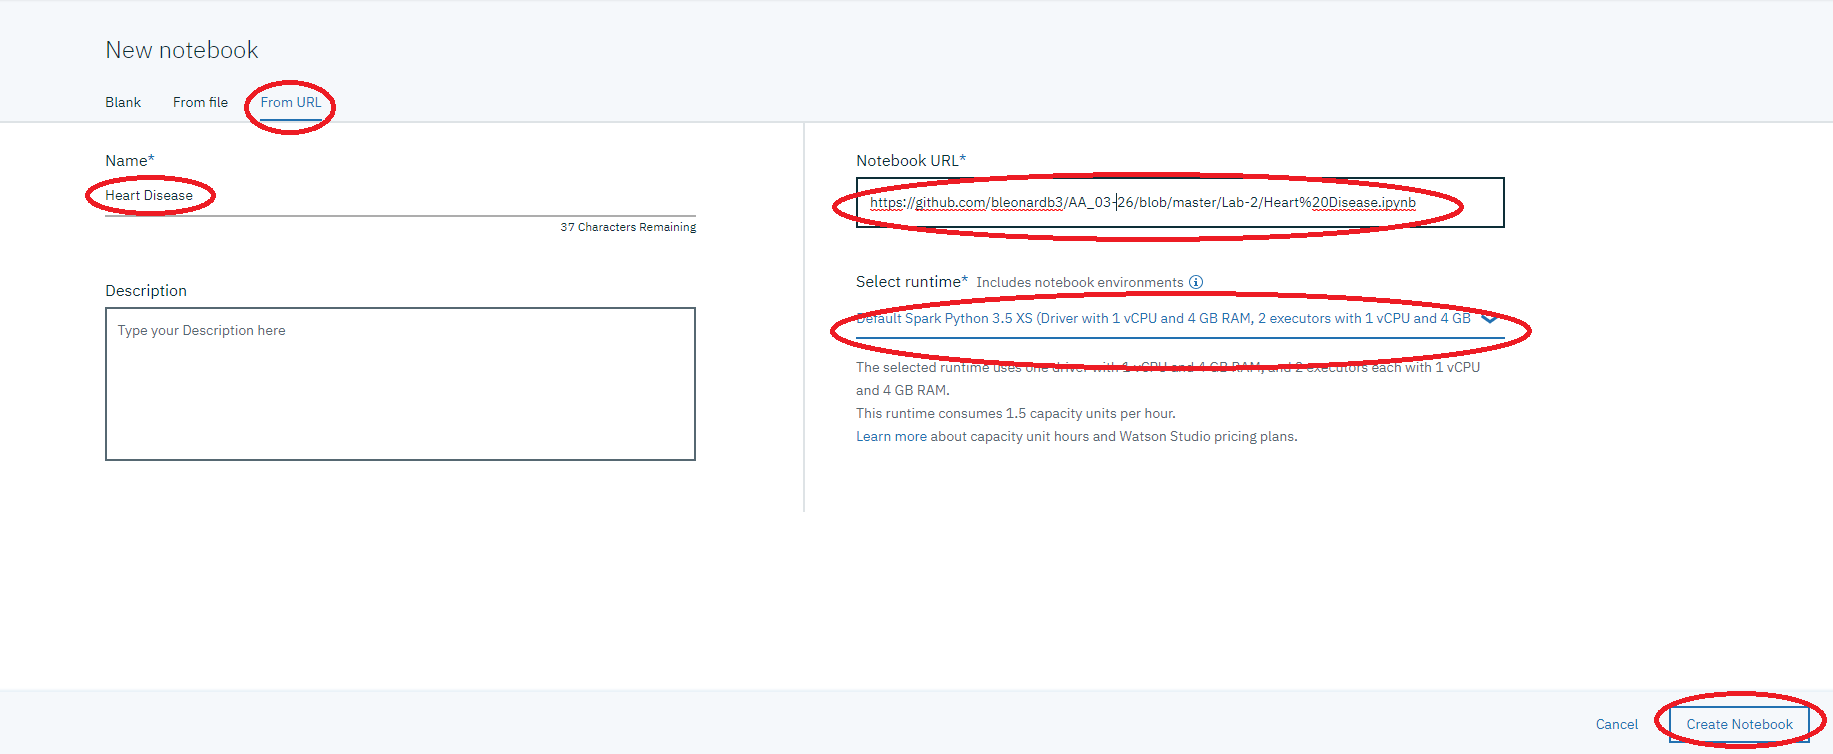 New notebook
Blank From file From URL
Name*
Heart Disease
37 Characters Remaining
Description
Type your Description here
Notebook URL*
https://github.com/bleonardb3/AA_03-26/blob/master/Lab-2/Heart%20Disease.ipynb
Select runtime* Includes notebook environments
Default Spark Python 3.5 XS (Driver with 1 vCPU and 4 GB RAM, 2 executors with 1 vCPU and 4 GB
The selected runtime uses one driver with 1 vCPU and 4 GB RAM, and 2 executors each with 1 vCPU
and 4 GB RAM.
This runtime consumes 1.5 capacity units per hour.
Learn more about capacity unit hours and Watson Studio pricing plans.
Cancel Create Notebook